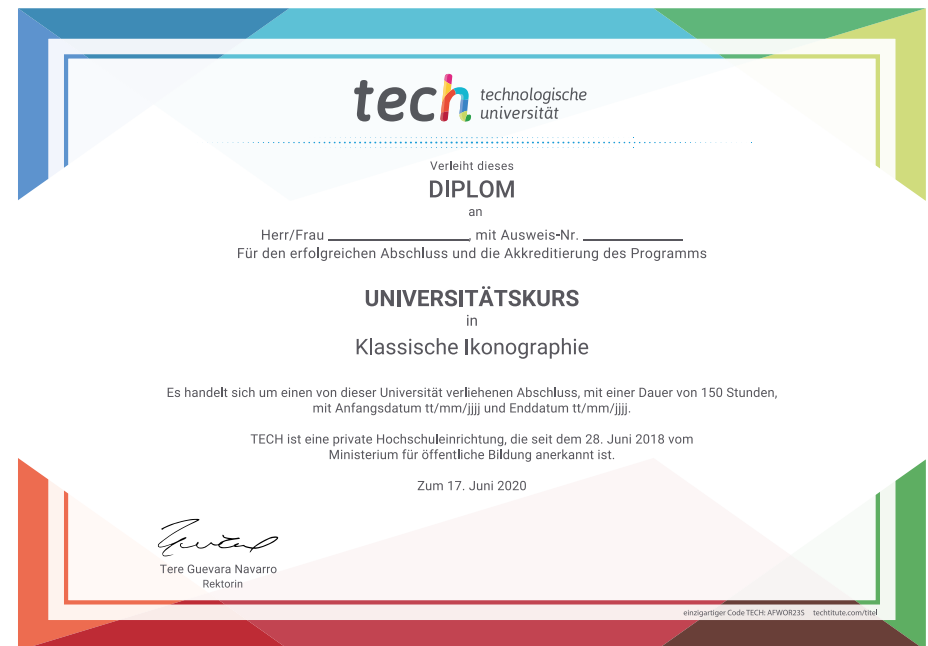 tech technologische
universität
Verleiht dieses
DIPLOM
an
Herr/Frau ____________________, mit Ausweis-Nr. ______________
Für den erfolgreichen Abschluss und die Akkreditierung des Programms
UNIVERSITÄTSKURS
in
Klassische Ikonographie
Es handelt sich um einen von dieser Universität verliehenen Abschluss, mit einer Dauer von 150 Stunden,
mit Anfangsdatum tt/mm/jjjj und Enddatum tt/mm/jjjj.
TECH ist eine private Hochschuleinrichtung, die seit dem 28. Juni 2018 vom
Ministerium für öffentliche Bildung anerkannt ist.
Zum 17. Juni 2020
Tere Guevara Navarro
Rektorin
einzigartiger Code TECH: AFWOR23S techtitute.com/titel